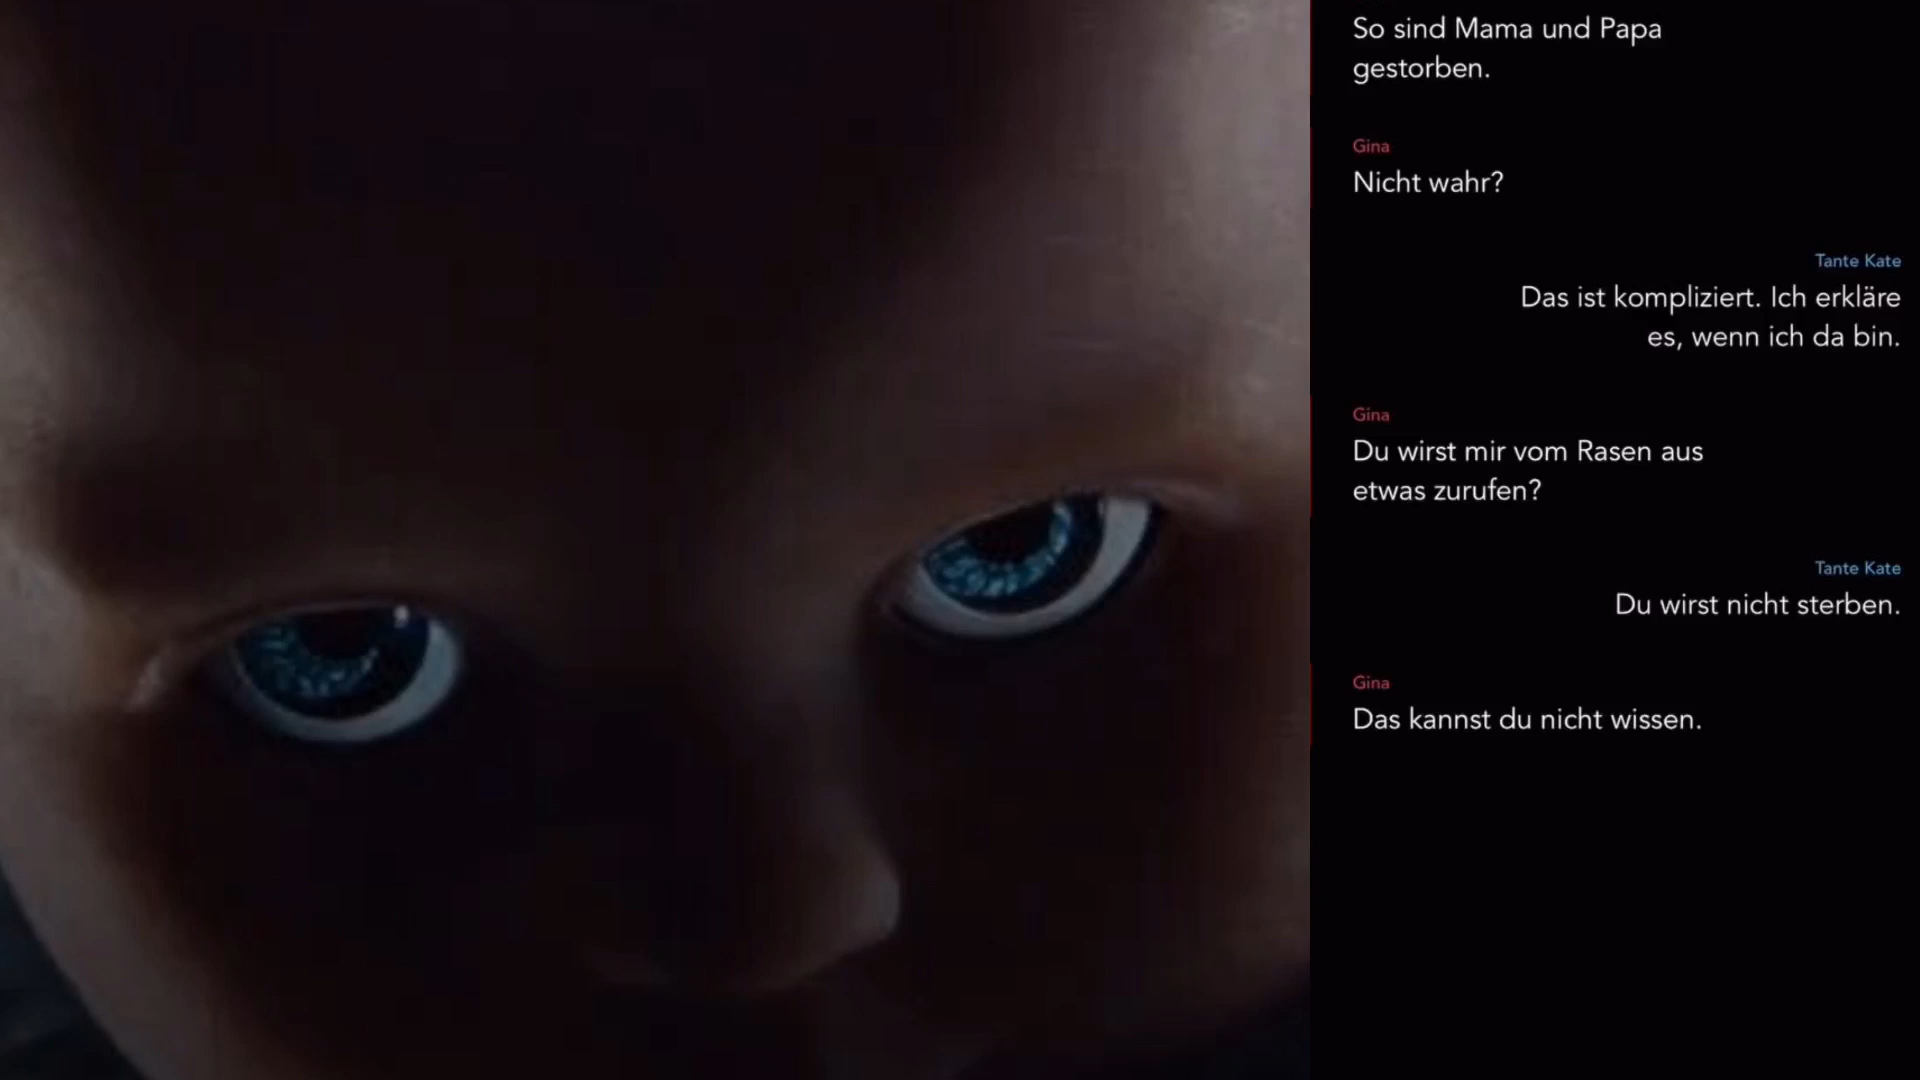 So sind Mama und Papa
gestorben.
Gina
Nicht wahr?
Tante Kate
Das ist kompliziert. Ich erkläre
es, wenn ich da bin.
Gina
Du wirst mir vom Rasen aus
etwas zurufen?
Tante Kate
Du wirst nicht sterben.
Gina
Das kannst du nicht wissen.